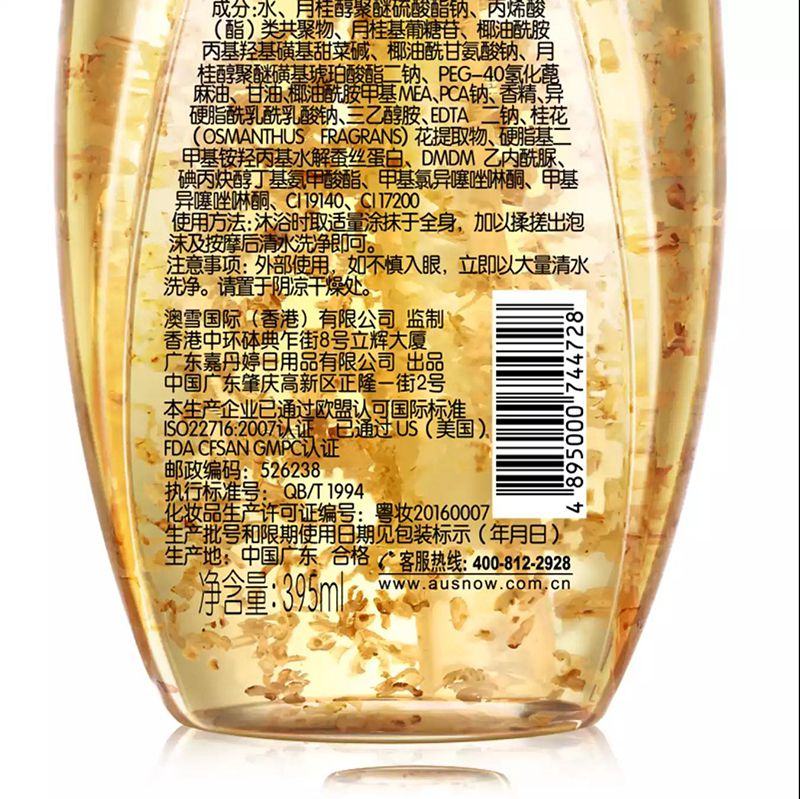 成分:水、月桂醇聚醚硫酸酯钠、丙烯酸
（酯）类共聚物、月桂基葡糖苷、椰油酰胺
丙基羟基磺基甜菜碱、椰油酰甘氨酸钠、月
桂醇聚醚磺基琥珀酸酯二钠、PEG-40氢化蓖
麻油、甘油、椰油酰胺甲基MEA、PCA钠、香精、异
硬脂酰乳酰乳酸钠、三乙醇胺、EDTA 二钠、桂花
（OSMANTHUS FRAGRANS）花提取物、硬脂基二
甲基铵羟丙基水解蚕丝蛋白、DMDM 乙内酰脲、
碘丙炔醇丁基氨甲酸酯、甲基氯异噻唑啉酮、甲基
异噻唑啉酮、CI 19140、CI 17200
使用方法:沐浴时取适量涂抹于全身，加以揉搓出泡
沫及按摩后清水洗净即可。
注意事项：外部使用，如不慎入眼，立即以大量清水
洗净。请置于阴凉干燥处。
澳雪国际（香港）有限公司 监制
香港中环砵典乍街8号立辉大厦
广东嘉丹婷日用品有限公司 出品
中国广东肇庆高新区正隆一街2号
本生产企业已通过欧盟认可国际标准
ISO22716:2007认证 已通过US（美国）
FDA CFSAN GMPC认证
邮政编码：526238
执行标准号：QB/T 1994
化妆品生产许可证编号：粤妆20160007
生产批号和限期使用日期见包装标示（年月日）
生产地：中国广东 合格 客服热线: 400-812-2928
www.ausnow.com.cn
净含量:395ml
4 895000 744728